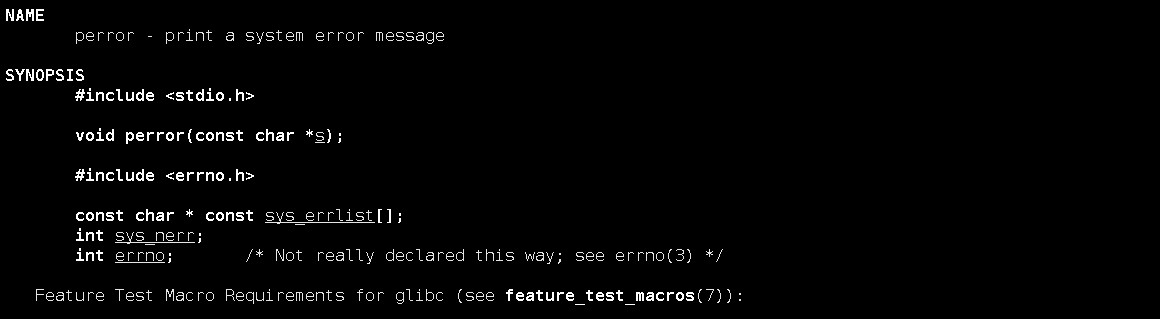 NAME
perror - print a system error message
SYNOPSIS
#include <stdio.h>
void perror(const char *s);
#include <errno.h>
const char * const sys_errlist[];
int sys_nerr;
int errno; /* Not really declared this way; see errno(3) */
Feature Test Macro Requirements for glibc (see feature_test_macros(7)):